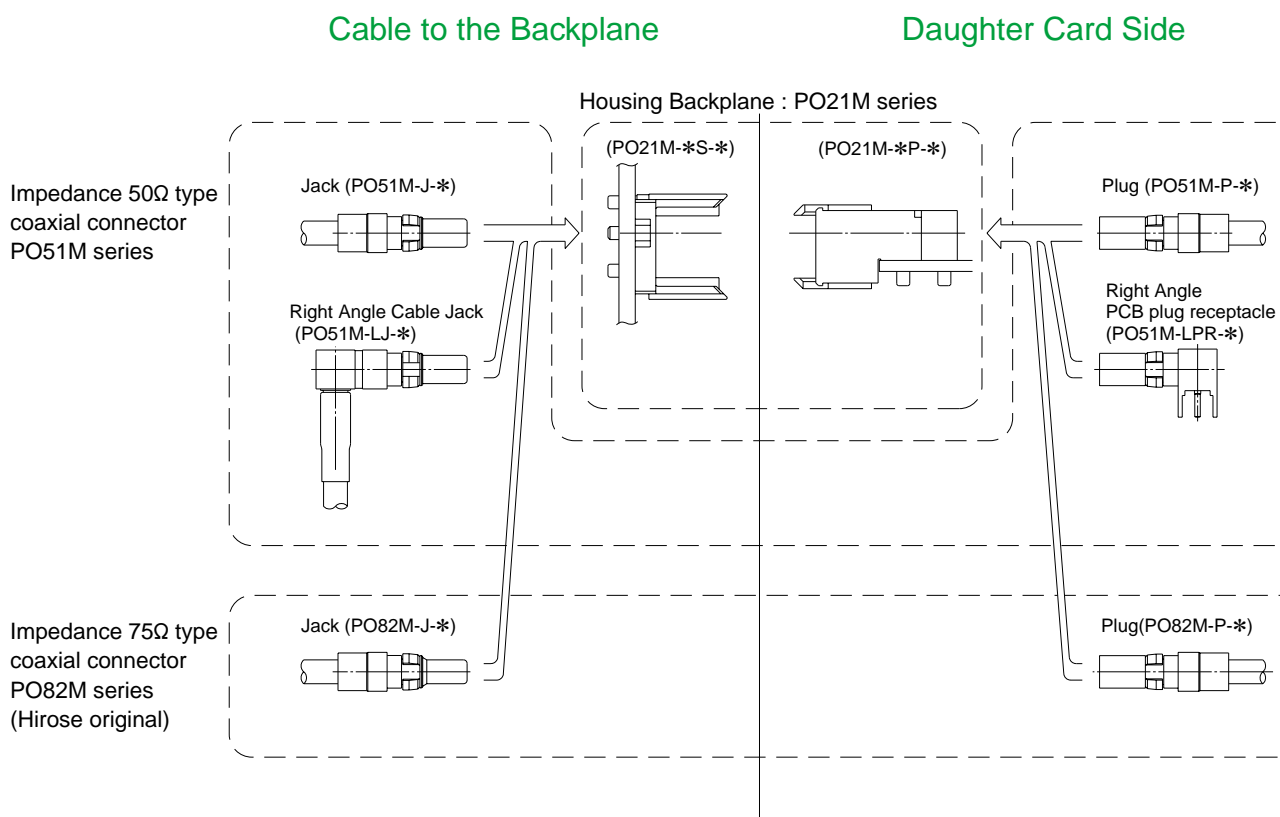 Cable to the Backplane
Daughter Card Side
Housing Backplane : PO21M series
(PO21M-✻S-✻)
(PO21M-✻P-✻)
Impedance 50Ω type
coaxial connector
PO51M series
Jack (PO51M-J-✻)
Plug (PO51M-P-✻)
Right Angle Cable Jack
(PO51M-LJ-✻)
Right Angle
PCB plug receptacle
(PO51M-LPR-✻)
Impedance 75Ω type
coaxial connector
PO82M series
(Hirose original)
Jack (PO82M-J-✻)
Plug(PO82M-P-✻)